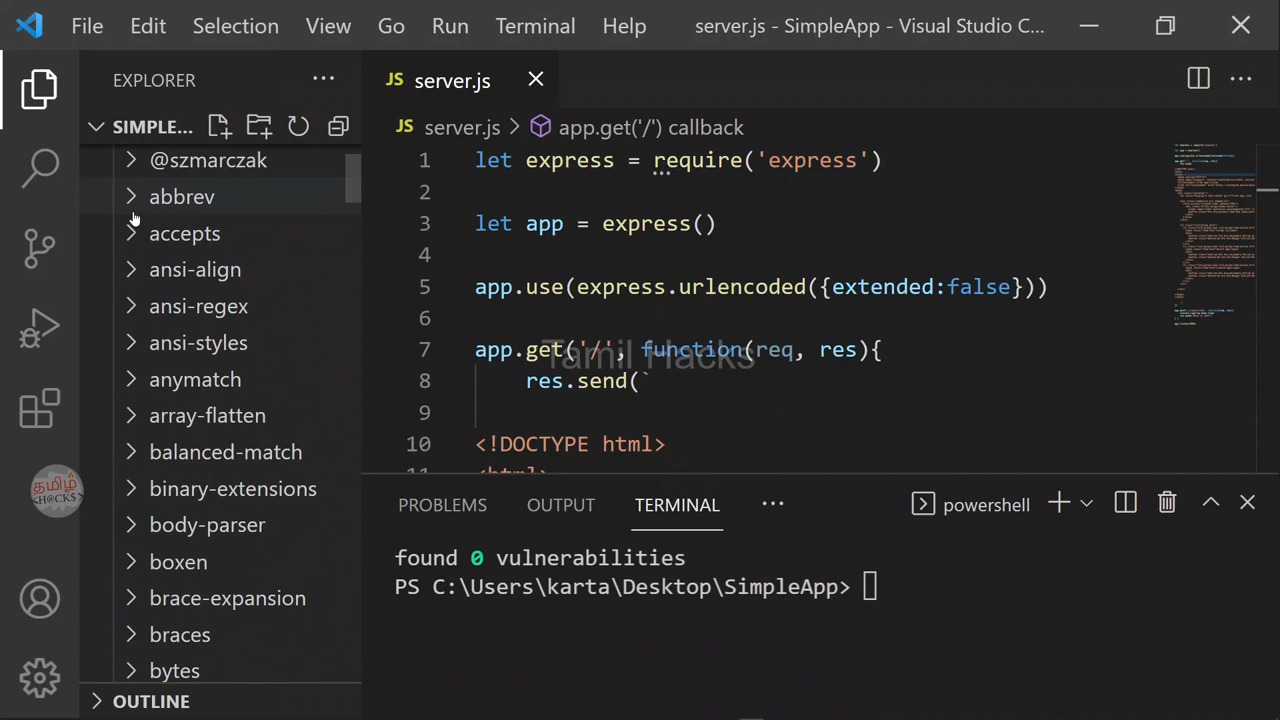 File Edit Selection View Go Run Terminal Help server.js - SimpleApp - Visual Studio C...
EXPLORER ...
JS server.js
SIMPLE...
JS server.js > app.get('/') callback
@szmarczak
abbrev
accepts
ansi-align
ansi-regex
ansi-styles
anymatch
array-flatten
balanced-match
binary-extensions
body-parser
boxen
brace-expansion
braces
bytes
OUTLINE
1 let express = require('express')
2
3 let app = express()
4
5 app.use(express.urlencoded({extended:false}))
6
7 app.get('/', function(req, res){
8 res.send(`
9
10 <!DOCTYPE html>
11 <html>
Tamil Hacks
தமிழ்
<H@CK$>
PROBLEMS OUTPUT TERMINAL ... powershell
found 0 vulnerabilities
PS C:\Users\karta\Desktop\SimpleApp>